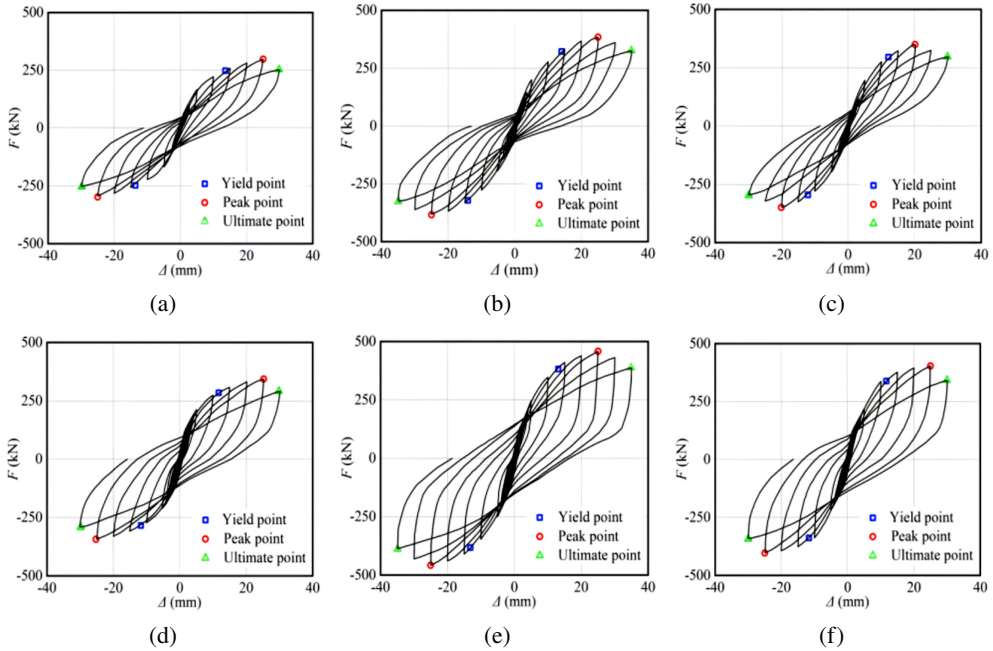 500
250
0
-250
-500
F (kN)
-40 -20 0 20 40
Δ (mm)
Yield point
Peak point
Ultimate point
(a)
500
250
0
-250
-500
F (kN)
-40 -20 0 20 40
Δ (mm)
Yield point
Peak point
Ultimate point
(b)
500
250
0
-250
-500
F (kN)
-40 -20 0 20 40
Δ (mm)
Yield point
Peak point
Ultimate point
(c)
500
250
0
-250
-500
F (kN)
-40 -20 0 20 40
Δ (mm)
Yield point
Peak point
Ultimate point
(d)
500
250
0
-250
-500
F (kN)
-40 -20 0 20 40
Δ (mm)
Yield point
Peak point
Ultimate point
(e)
500
250
0
-250
-500
F (kN)
-40 -20 0 20 40
Δ (mm)
Yield point
Peak point
Ultimate point
(f)